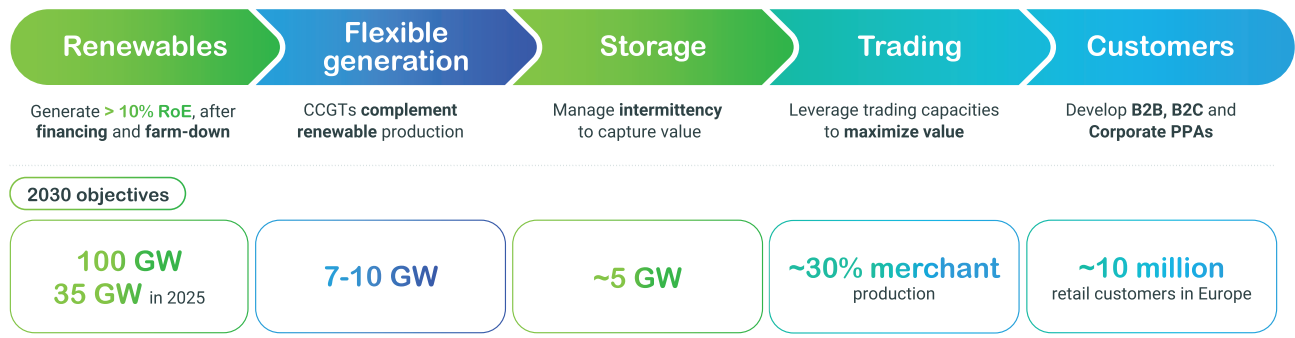 Renewables
Flexible
generation
Storage
Trading
Customers
Generate > 10% RoE, after
financing and farm-down
CCGTs complement
renewable production
Manage intermittency
to capture value
Leverage trading capacities
to maximize value
Develop B2B, B2C and
Corporate PPAs
2030 objectives
100 GW
35 GW in 2025
7-10 GW
~5 GW
~30% merchant
production
~10 million
retail customers in Europe